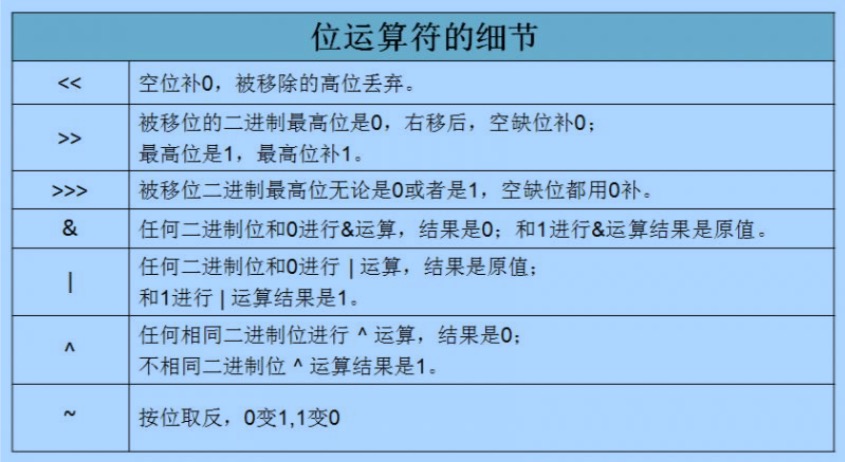 位运算符的细节
<< 空位补0，被移除的高位丢弃。
>> 被移位的二进制最高位是0，右移后，空缺位补0；
最高位是1，最高位补1。
>>> 被移位二进制最高位无论是0或者是1，空缺位都用0补。
& 任何二进制位和0进行&运算，结果是0；和1进行&运算结果是原值。
| 任何二进制位和0进行 | 运算，结果是原值；
和1进行 | 运算结果是1。
^ 任何相同二进制位进行 ^ 运算，结果是0；
不相同二进制位 ^ 运算结果是1。
~ 按位取反，0变1,1变0